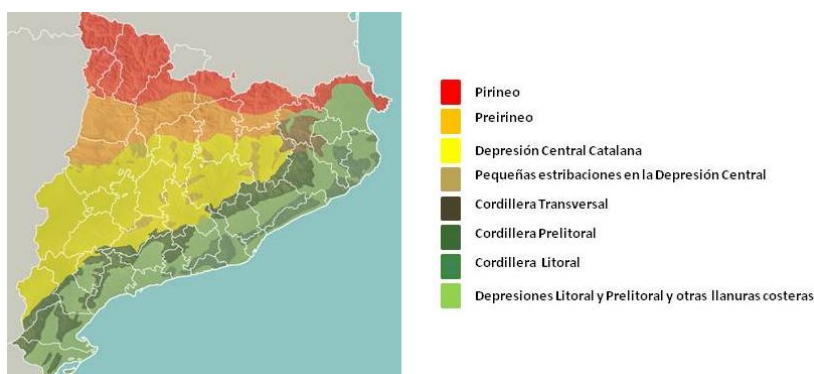 Pirineo
Preirineo
Depresión Central Catalana
Pequeñas estribaciones en la Depresión Central
Cordillera Transversal
Cordillera Prelitoral
Cordillera Litoral
Depresiones Litoral y Prelitoral y otras llanuras costeras